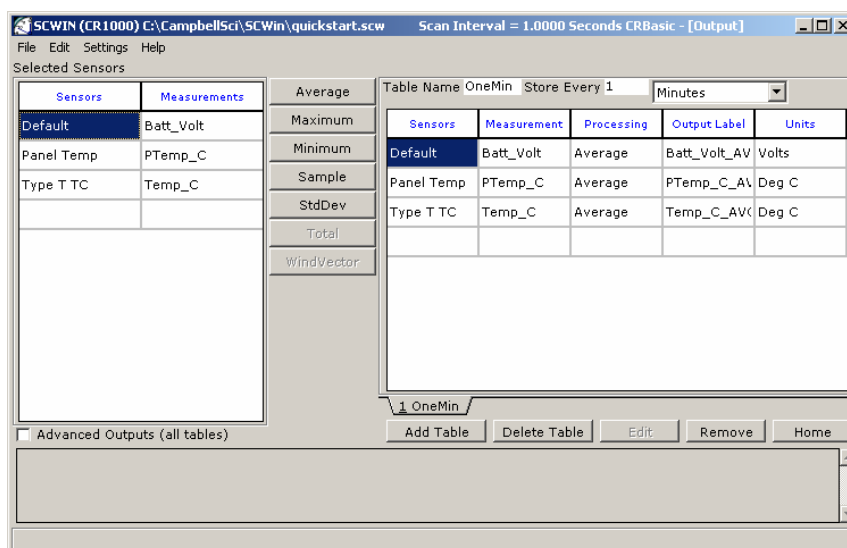 SCWIN (CR1000) C:\CampbellSci\SCWin\quickstart.scw Scan Interval = 1.0000 Seconds CRBasic - [Output]
File Edit Settings Help
Selected Sensors
Sensors Measurements
Default Batt_Volt
Panel Temp PTemp_C
Type T TC Temp_C
Average
Maximum
Minimum
Sample
StdDev
Total
WindVector
Table Name OneMin Store Every 1 Minutes
Sensors Measurement Processing Output Label Units
Default Batt_Volt Average Batt_Volt_AV Volts
Panel Temp PTemp_C Average PTemp_C_AV Deg C
Type T TC Temp_C Average Temp_C_AVG Deg C
1 OneMin
Advanced Outputs (all tables)
Add Table Delete Table Edit Remove Home